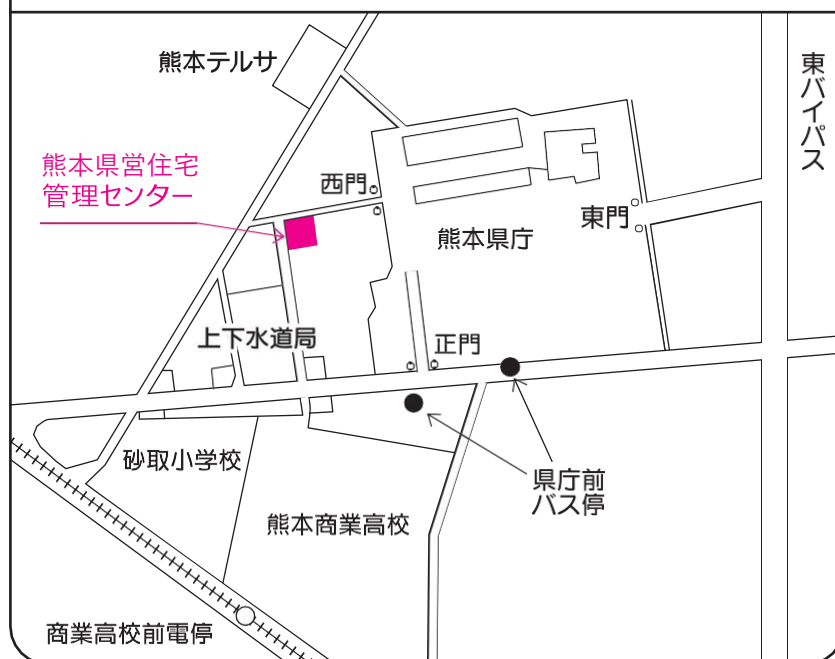 熊本テルサ
東バイパス
熊本県営住宅
管理センター
西門
東門
熊本県庁
上下水道局
正門
砂取小学校
県庁前
バス停
熊本商業高校
商業高校前電停